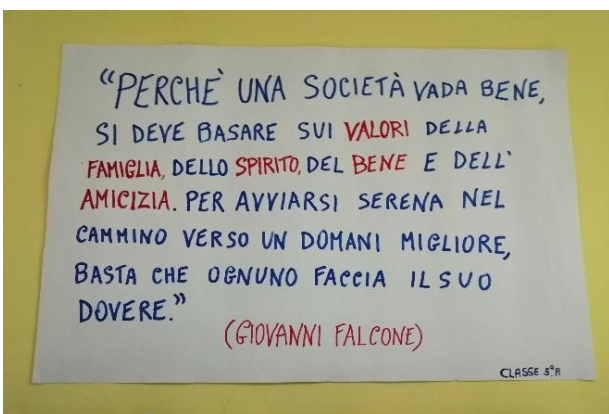 “PERCHÈ UNA SOCIETÀ VADA BENE,
SI DEVE BASARE SUI VALORI DELLA
FAMIGLIA, DELLO SPIRITO, DEL BENE E DELL'
AMICIZIA. PER AVVIARSI SERENA NEL
CAMMINO VERSO UN DOMANI MIGLIORE,
BASTA CHE OGNUNO FACCIA IL SUO
DOVERE.”
(GIOVANNI FALCONE)
CLASSE 5°A